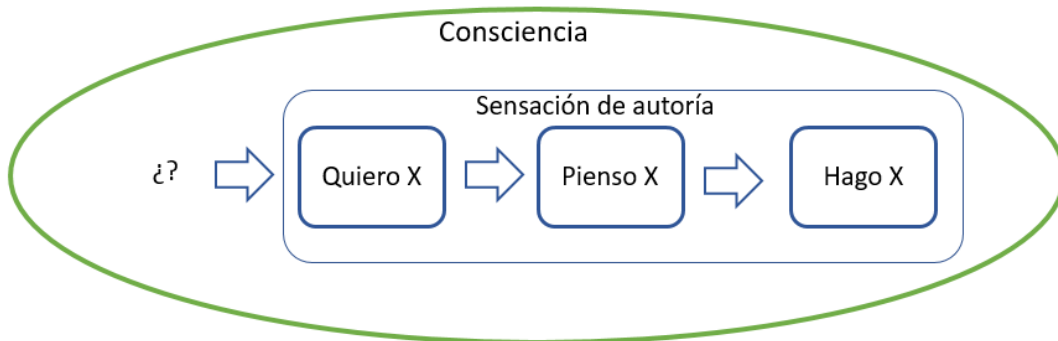 Consciencia
Sensación de autoría
¿?
Quiero X
Pienso X
Hago X